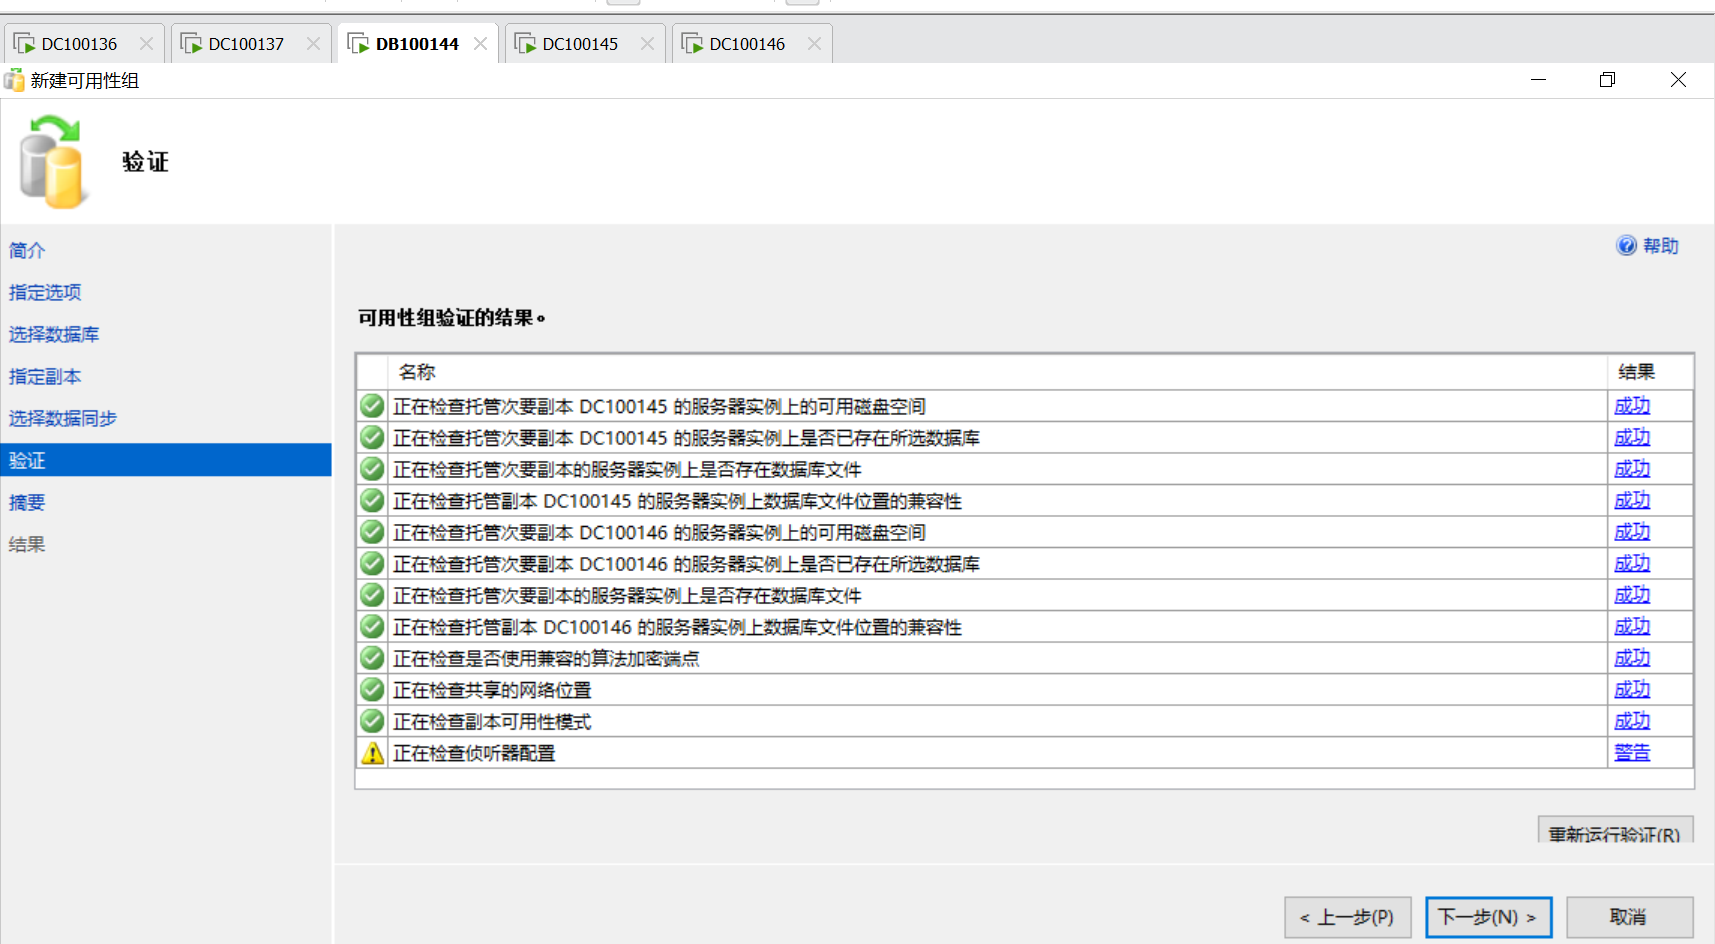 DC100136 DC100137 DB100144 DC100145 DC100146
新建可用性组
验证
简介
指定选项
选择数据库
指定副本
选择数据同步
验证
摘要
结果
帮助
可用性组验证的结果。
名称 结果
正在检查托管次要副本 DC100145 的服务器实例上的可用磁盘空间 成功
正在检查托管次要副本 DC100145 的服务器实例上是否已存在所选数据库 成功
正在检查托管次要副本的服务器实例上是否存在数据库文件 成功
正在检查托管副本 DC100145 的服务器实例上数据库文件位置的兼容性 成功
正在检查托管次要副本 DC100146 的服务器实例上的可用磁盘空间 成功
正在检查托管次要副本 DC100146 的服务器实例上是否已存在所选数据库 成功
正在检查托管次要副本的服务器实例上是否存在数据库文件 成功
正在检查托管副本 DC100146 的服务器实例上数据库文件位置的兼容性 成功
正在检查是否使用兼容的算法加密端点 成功
正在检查共享的网络位置 成功
正在检查副本可用性模式 成功
正在检查侦听器配置 警告
重新运行验证(R)
< 上一步(P) 下一步(N) > 取消